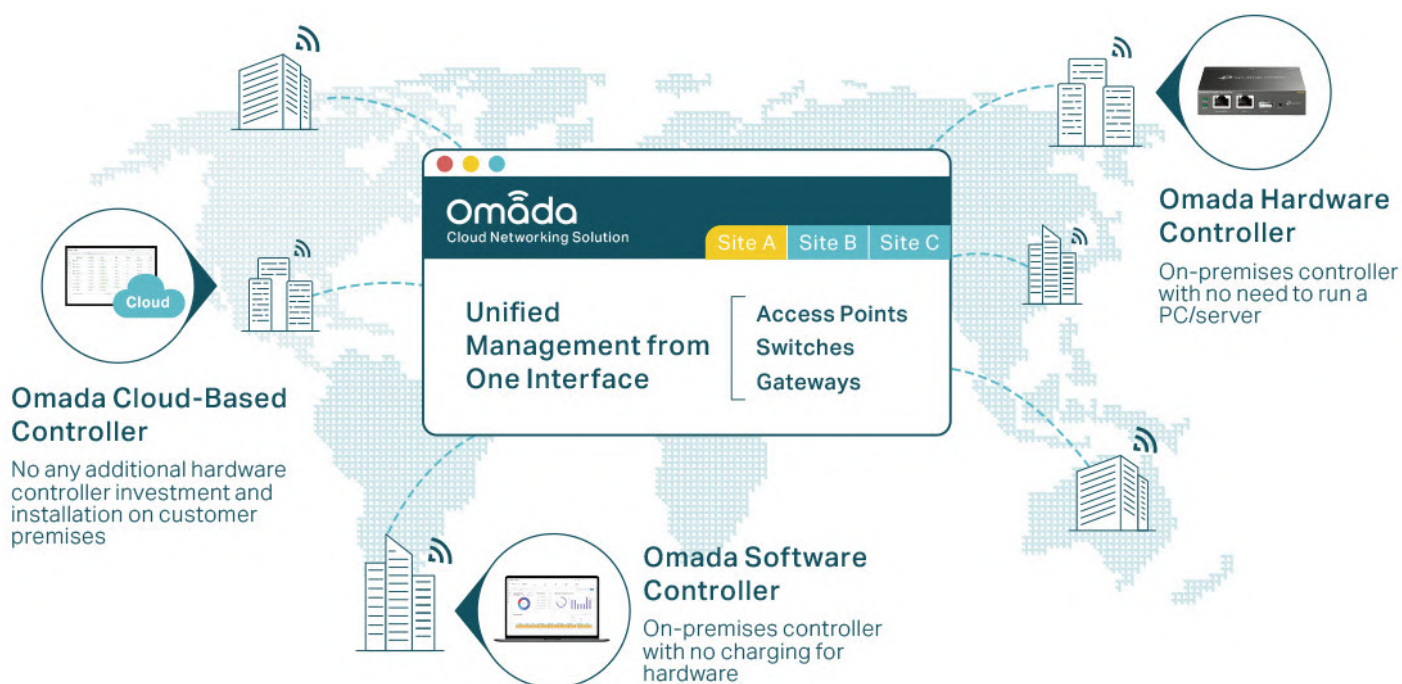 Omada
Cloud Networking Solution
Site A
Site B
Site C
Unified
Management from
One Interface
Access Points
Switches
Gateways
Cloud
Omada Cloud-Based
Controller
No any additional hardware
controller investment and
installation on customer
premises
Omada Hardware
Controller
On-premises controller
with no need to run a
PC/server
Omada Software
Controller
On-premises controller
with no charging for
hardware